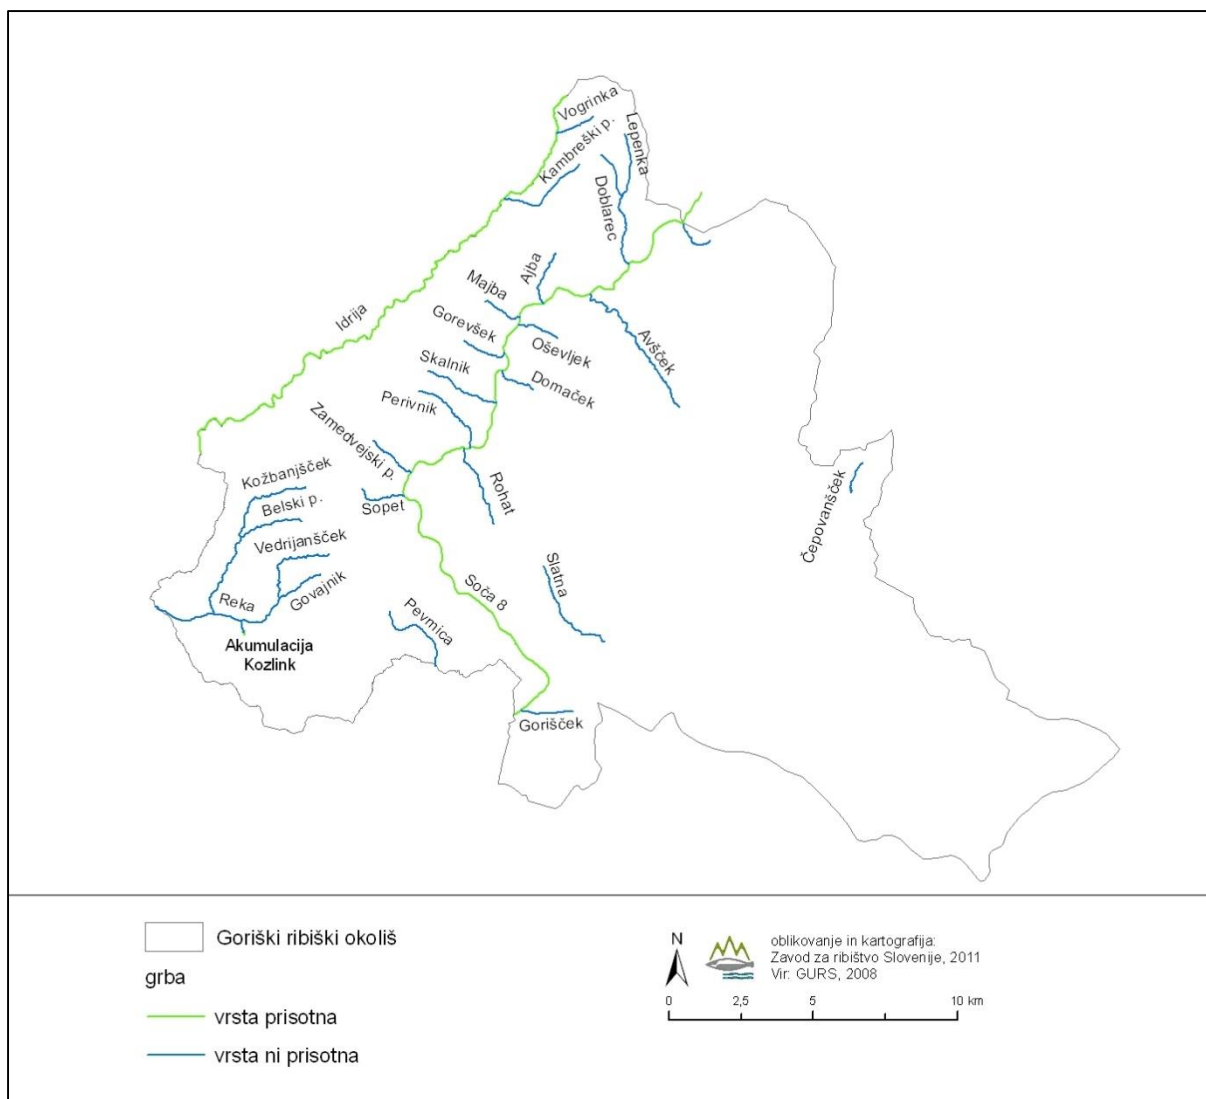 Vogrinka
Kambreški p.
Lepenka
Doblarec
Ajba
Majba
Idrija
Gorevšek
Oševljek
Avšček
Skalnik
Domaček
Perivnik
Zamedvejski p.
Kožbanjšček
Rohat
Belski p.
Sopet
Čepovanšček
Vedrijanšček
Slatna
Govajnik
Soča 8
Reka
Pevmica
Akumulacija
Kozlink
Gorišček
Goriški ribiški okoliš
grba
vrsta prisotna
vrsta ni prisotna
N
oblikovanje in kartografija:
Zavod za ribištvo Slovenije, 2011
Vir: GURS, 2008
0 2,5 5 10 km